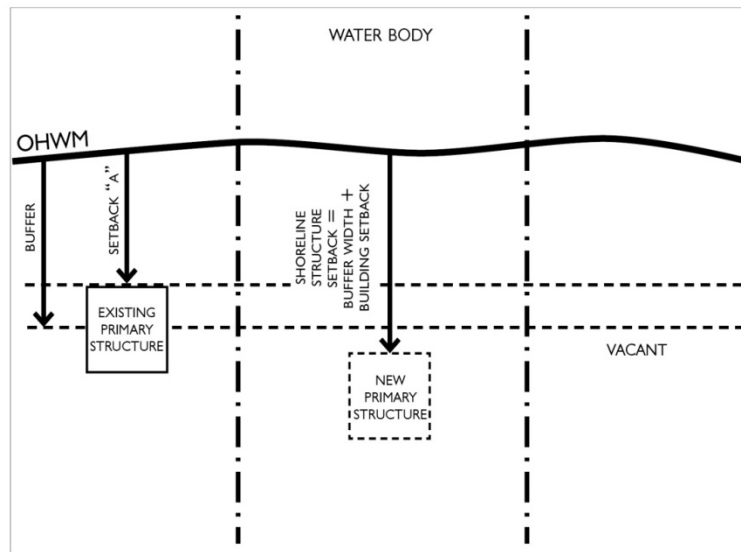 WATER BODY
OHWM
BUFFER
SETBACK “A”
SHORELINE
STRUCTURE
SETBACK =
BUFFER WIDTH +
BUILDING SETBACK
EXISTING
PRIMARY
STRUCTURE
VACANT
NEW
PRIMARY
STRUCTURE